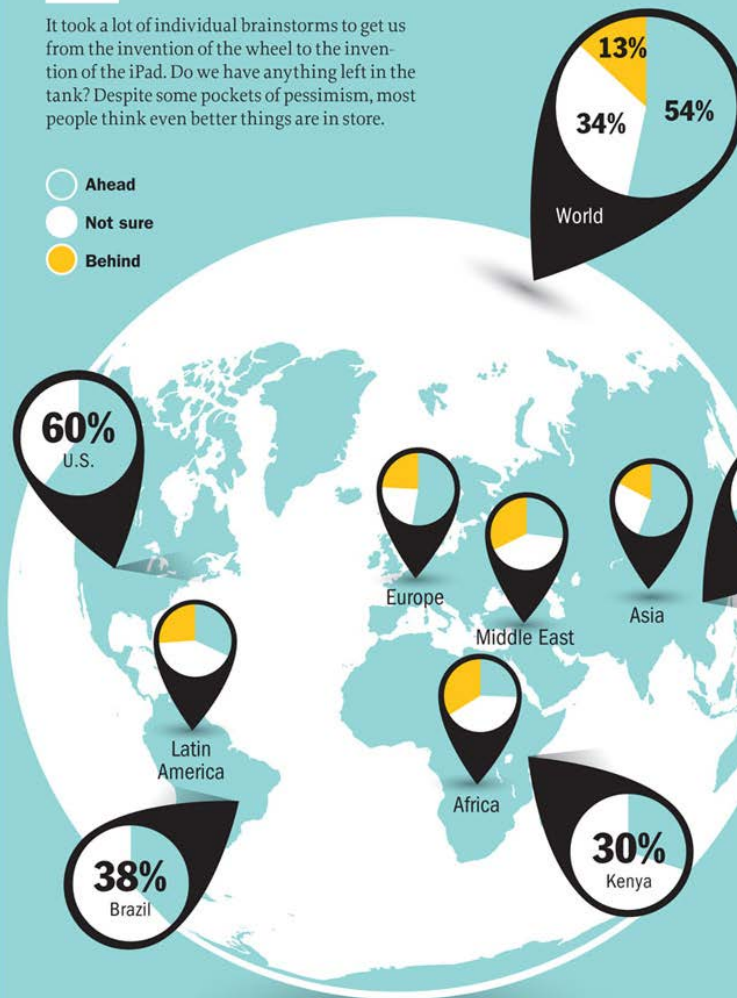 It took a lot of individual brainstorms to get us
from the invention of the wheel to the inven-
tion of the iPad. Do we have anything left in the
tank? Despite some pockets of pessimism, most
people think even better things are in store.
Ahead
Not sure
Behind
13%
34%
54%
World
60%
U.S.
Europe
Middle East
Asia
Latin
America
Africa
38%
Brazil
30%
Kenya